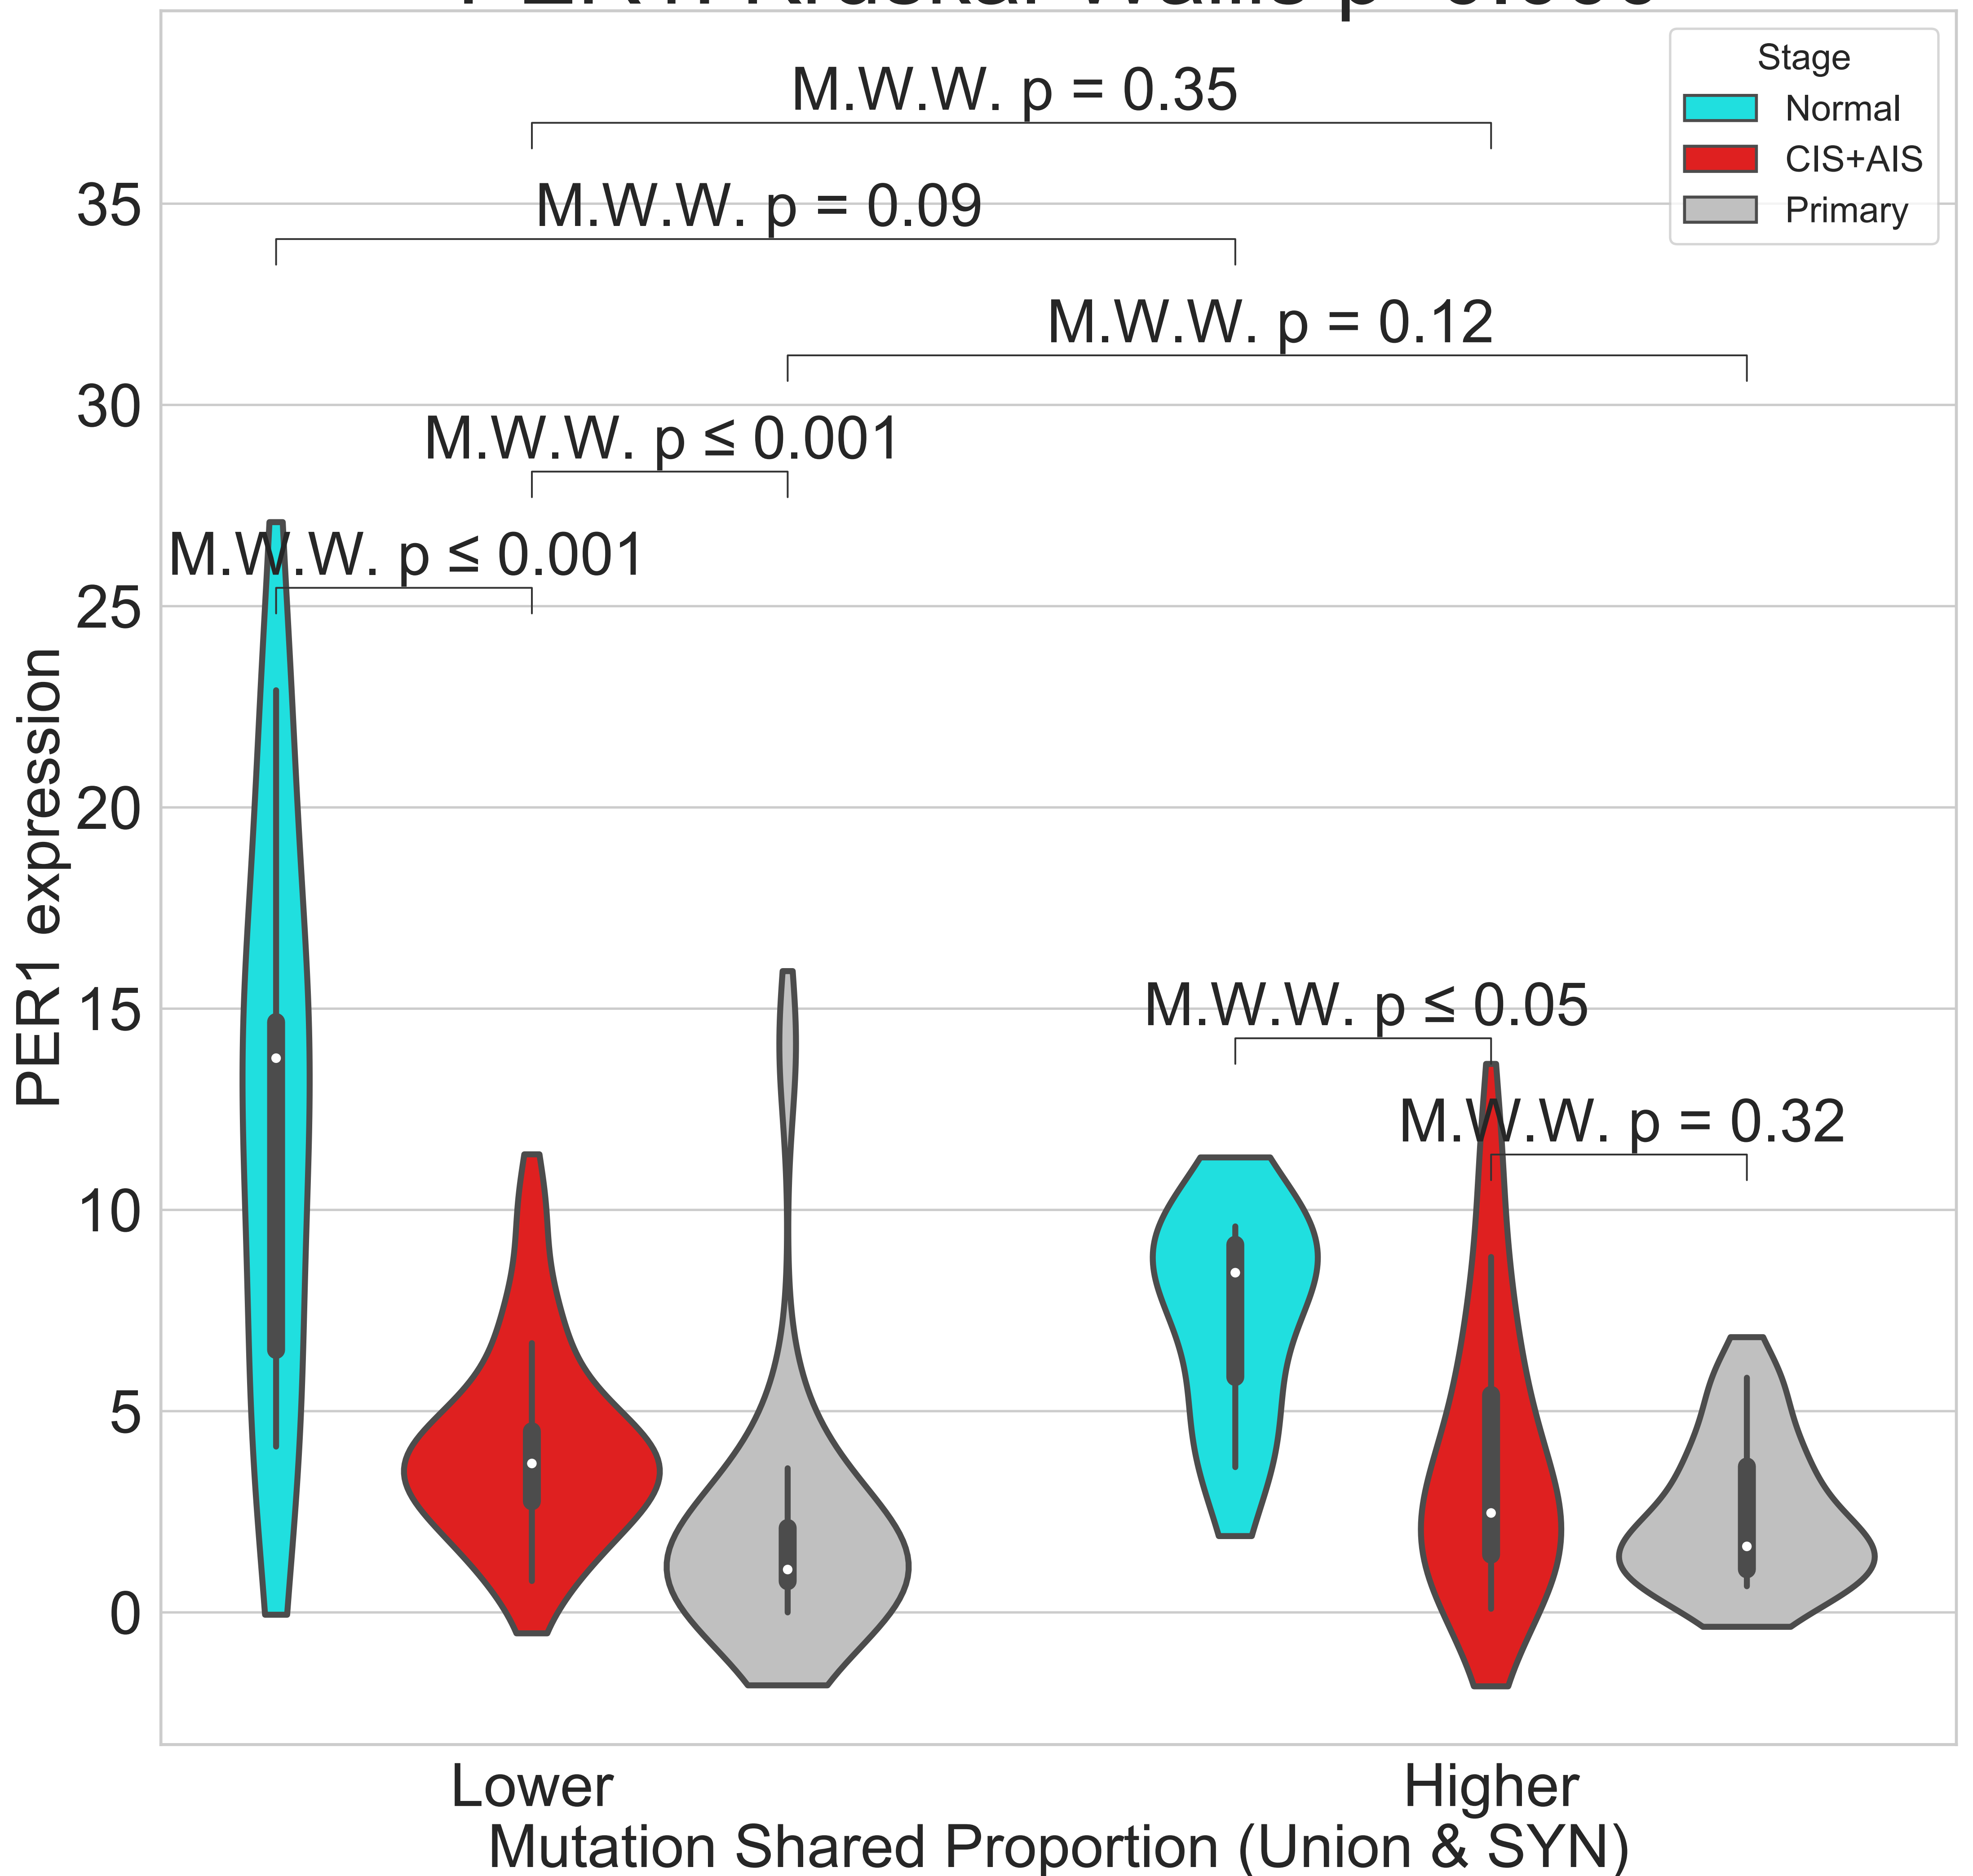 Stage
Normal
CIS+AIS
Primary
M.W.W. p = 0.35
M.W.W. p = 0.09
M.W.W. p = 0.12
M.W.W. p ≤ 0.001
M.W.W. p ≤ 0.001
M.W.W. p ≤ 0.05
M.W.W. p = 0.32
35
30
25
20
15
10
5
0
PER1 expression
Lower
Higher
Mutation Shared Proportion (Union & SYN)